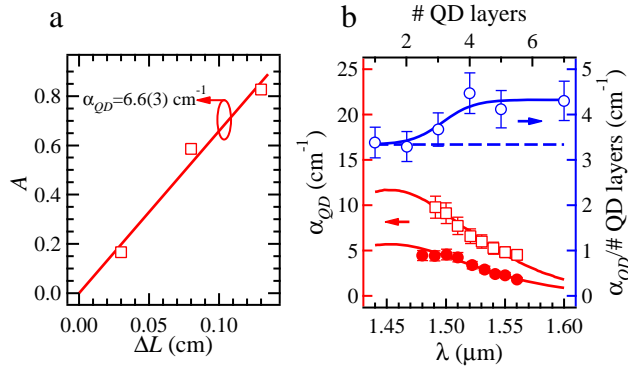 a
A
0.8
0.6
0.4
0.2
0.0
α_QD=6.6(3) cm⁻¹
0.00 0.05 0.10
ΔL (cm)
b
# QD layers
2 4 6
α_QD (cm⁻¹)
25
20
15
10
5
0
5
4
3
2
1
0
α_QD/# QD layers (cm⁻¹)
1.45 1.50 1.55 1.60
λ (μm)